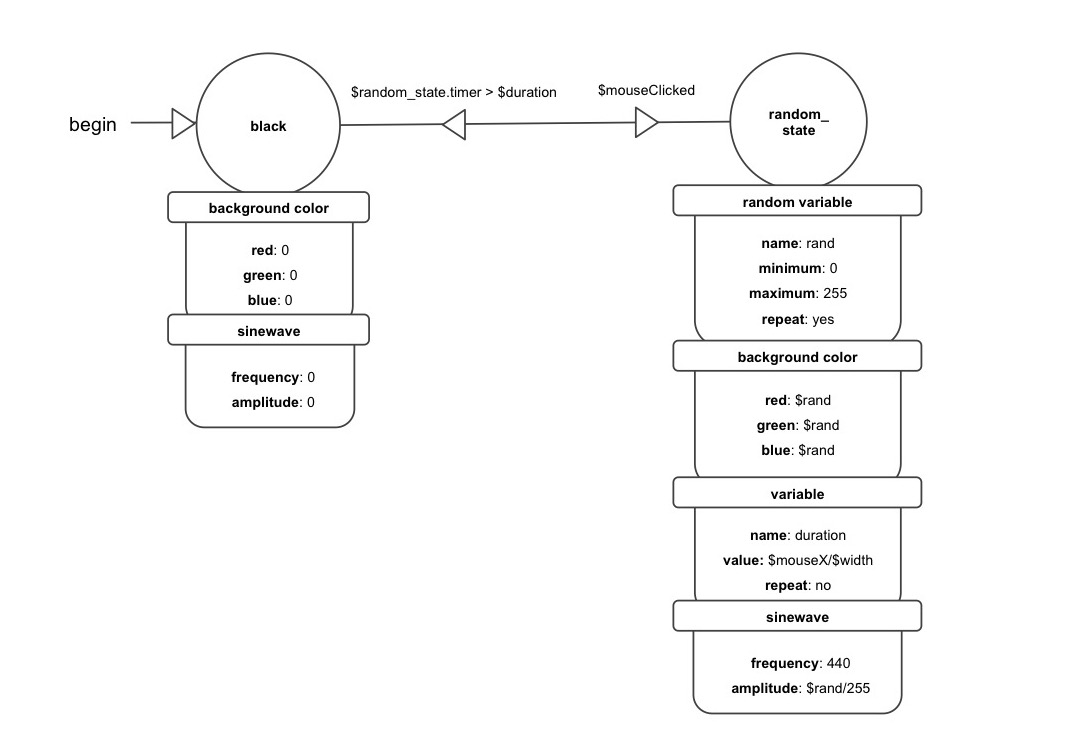 begin
black
$random_state.timer > $duration
$mouseClicked
random_
state
background color
red: 0
green: 0
blue: 0
sinewave
frequency: 0
amplitude: 0
random variable
name: rand
minimum: 0
maximum: 255
repeat: yes
background color
red: $rand
green: $rand
blue: $rand
variable
name: duration
value: $mouseX/$width
repeat: no
sinewave
frequency: 440
amplitude: $rand/255